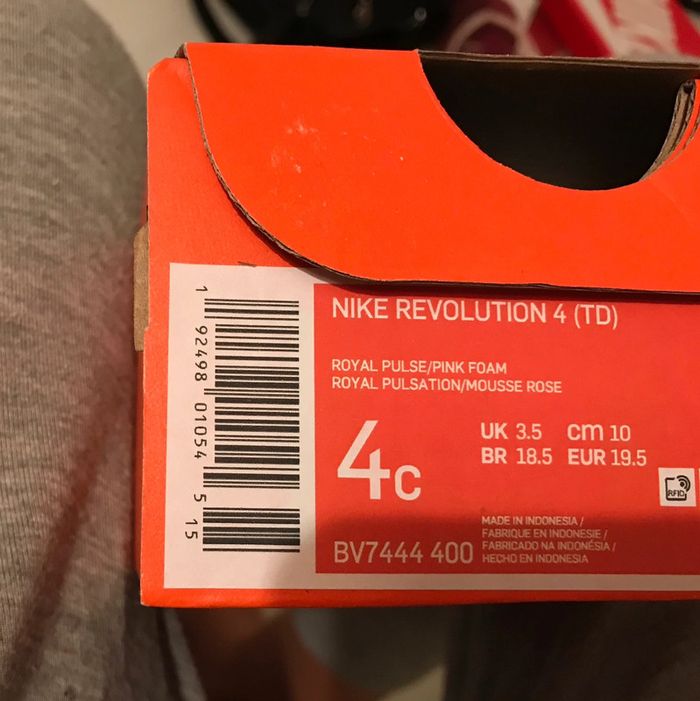 NIKE REVOLUTION 4 (TD)
ROYAL PULSE/PINK FOAM
ROYAL PULSATION/MOUSSE ROSE
4C
UK 3.5 cm 10
BR 18.5 EUR 19.5
RFID
BV7444 400
MADE IN INDONESIA /
FABRIQUE EN INDONESIE /
FABRICADO NA INDONÉSIA /
HECHO EN INDONESIA
1 92498 01054 5 15